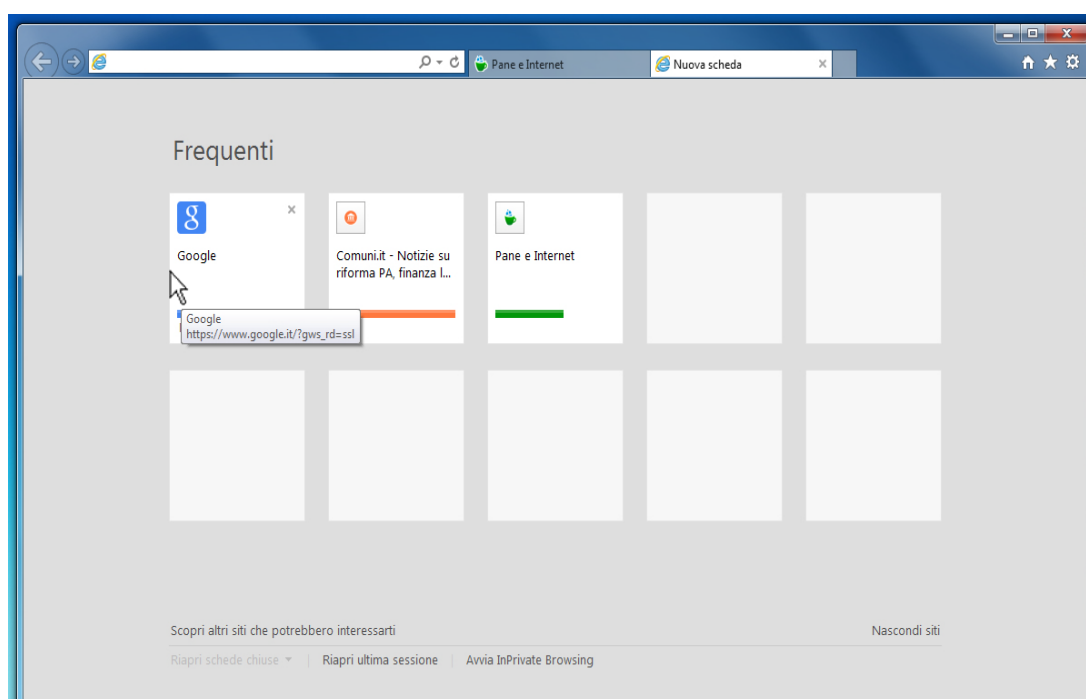 Pane e Internet
Nuova scheda
Frequenti
Google
Comuni.it - Notizie su
riforma PA, finanza l...
Pane e Internet
Google
https://www.google.it/?gws_rd=ssl
Scopri altri siti che potrebbero interessarti
Nascondi siti
Riapri schede chiuse
Riapri ultima sessione
Avvia InPrivate Browsing